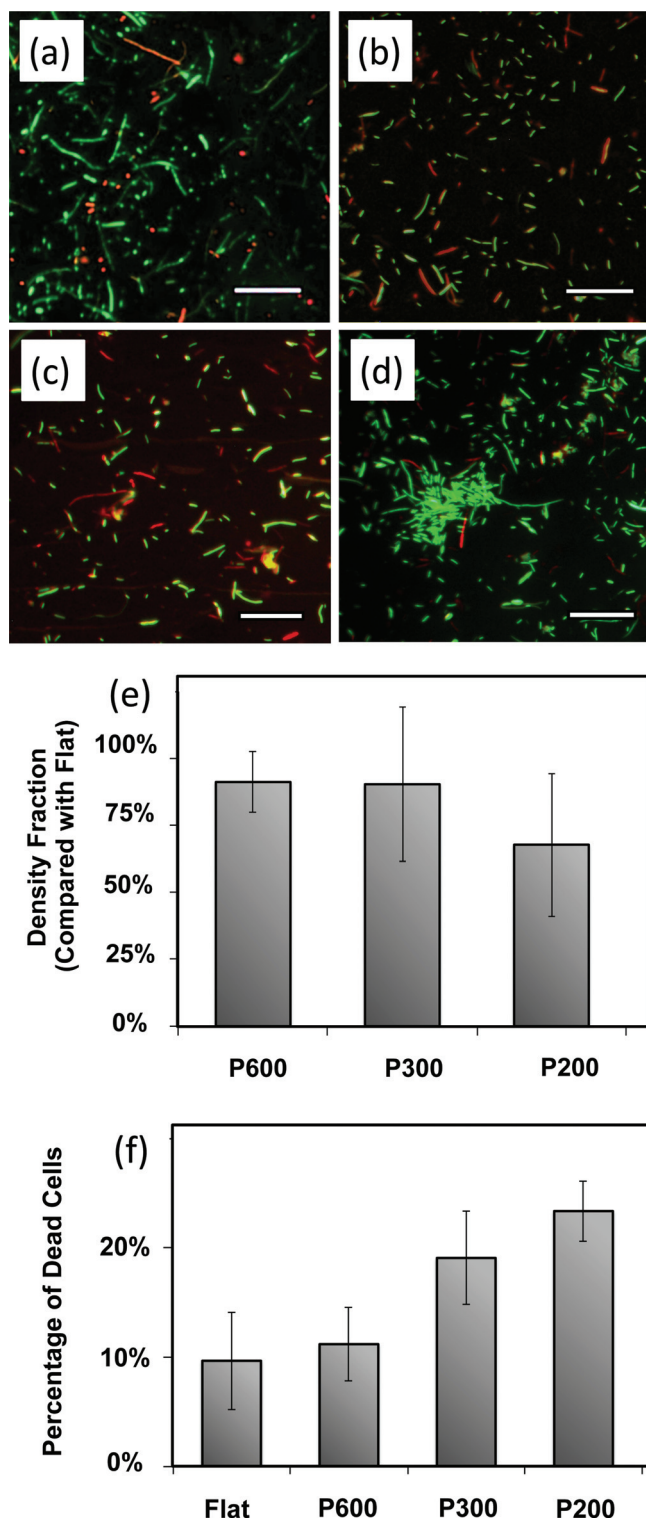 (a)
(b)
(c)
(d)
(e)
Density Fraction
(Compared with Flat)
100%
75%
50%
25%
0%
P600 P300 P200
(f)
Percentage of Dead Cells
20%
10%
0%
Flat P600 P300 P200